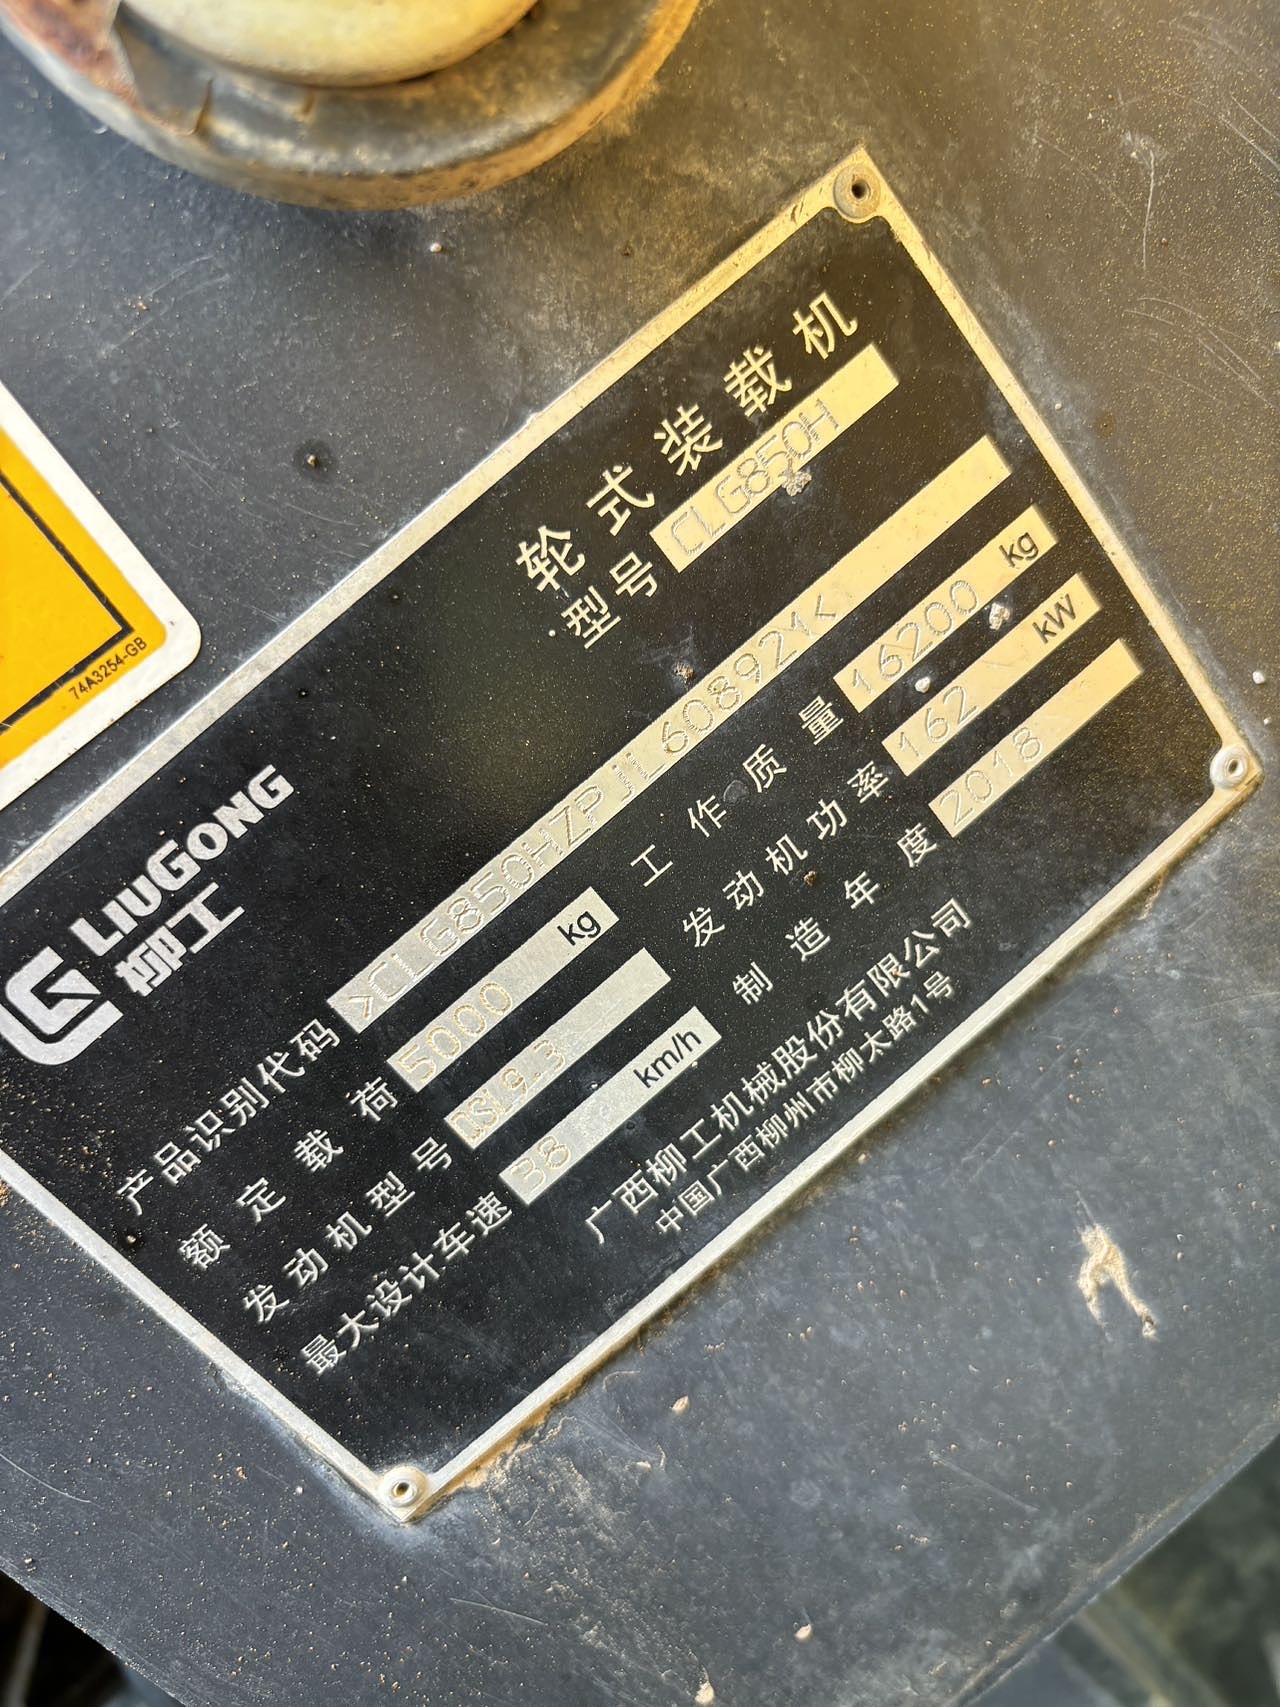 74A3254-GB
LIUGONG
柳工
轮式装载机
型号 CLG850H
产品识别代码 >CLG850HZPJL608921<
额定载荷 5000 kg 工作质量 16200 kg
发动机型号 QSL9.3 发动机功率 162 kW
最大设计车速 38 km/h 制造年度 2018
广西柳工机械股份有限公司
中国广西柳州市柳太路1号